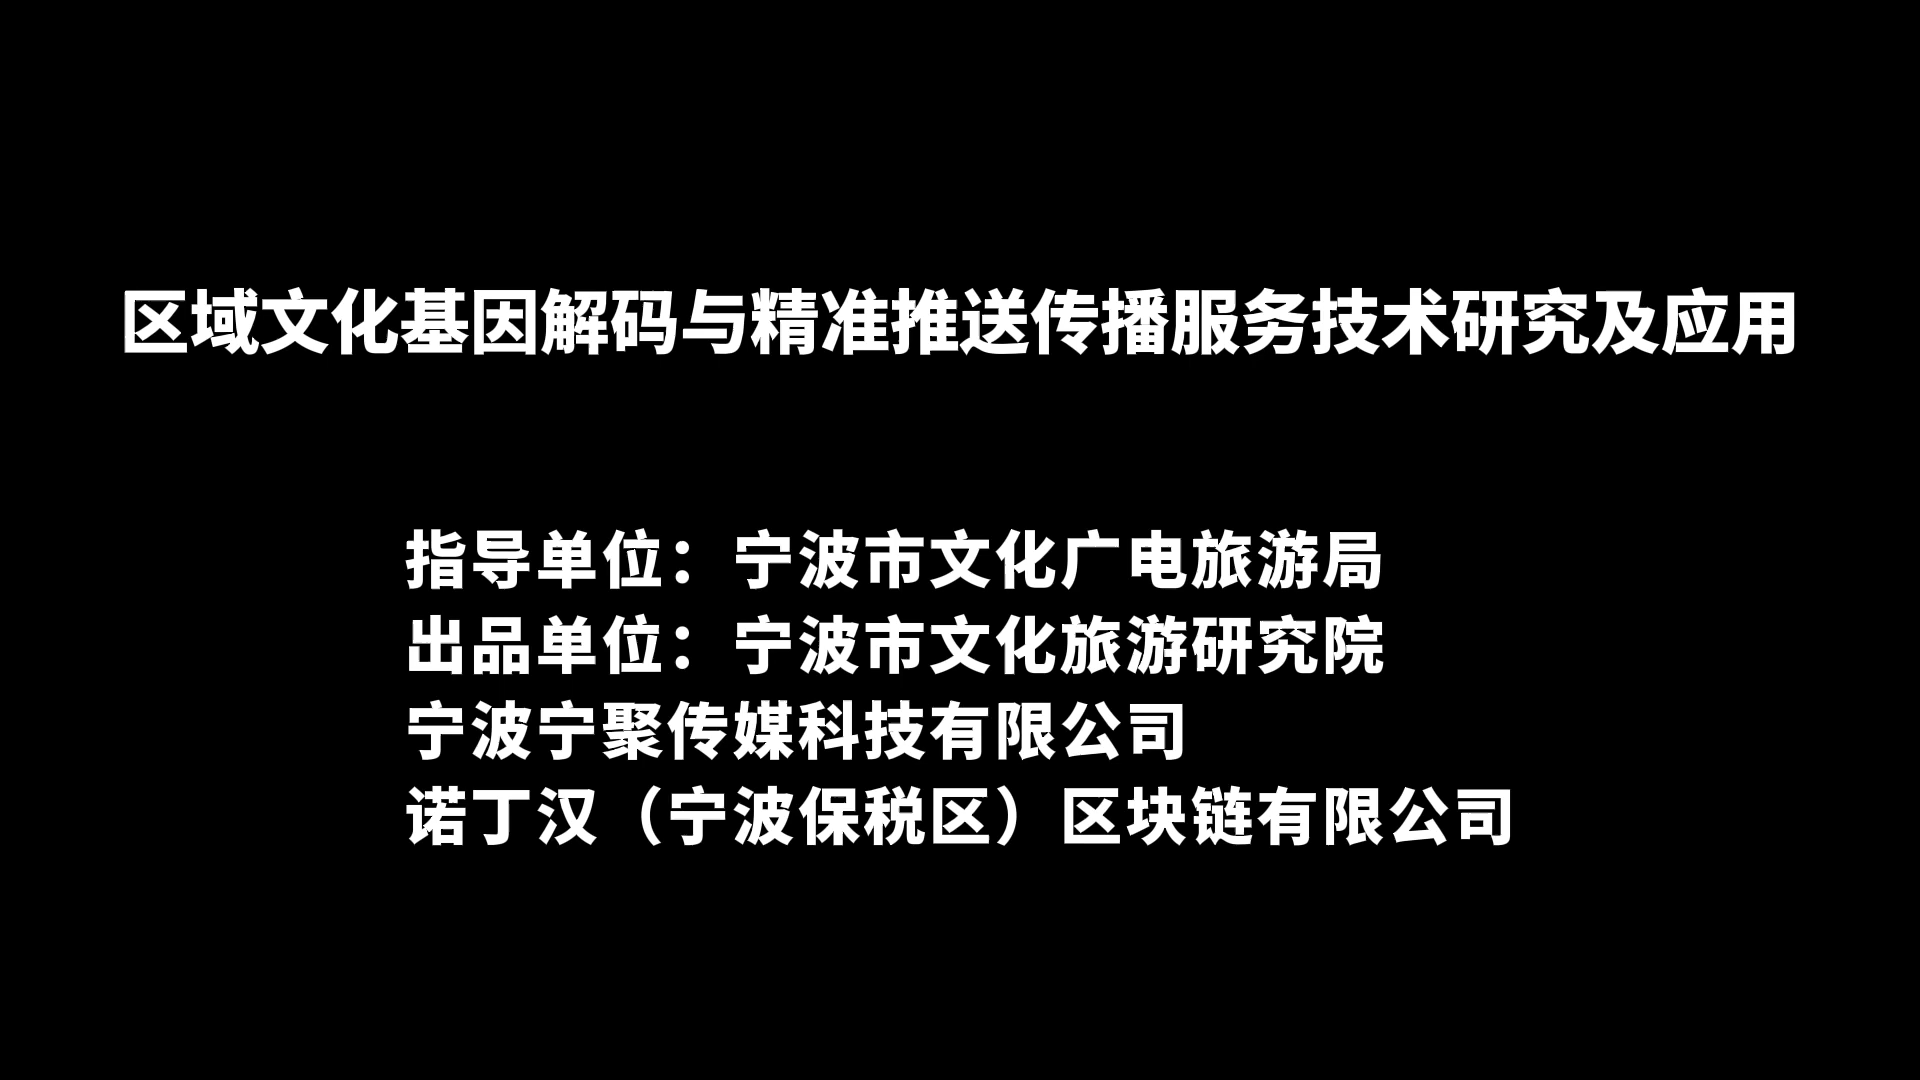 区域文化基因解码与精准推送传播服务技术研究及应用
指导单位：宁波市文化广电旅游局
出品单位：宁波市文化旅游研究院
宁波宁聚传媒科技有限公司
诺丁汉（宁波保税区）区块链有限公司